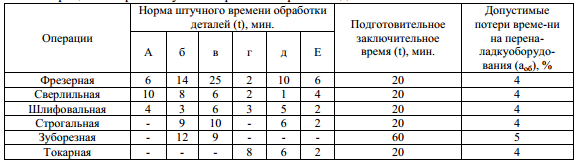 Операции
Норма штучного времени обработки деталей (t), мин.
Подготовительное заключительное время (t), мин.
Допустимые потери време-ни на перена-ладкуоборудо-вания (aоб), %
А б в г д Е
Фрезерная 6 14 25 2 10 6 20 4
Сверлильная 10 8 6 2 1 4 20 4
Шлифовальная 4 3 6 3 5 2 20 4
Строгальная - 9 10 - 6 2 20 4
Зуборезная - 12 9 - - - 60 5
Токарная - - - 8 6 2 20 4